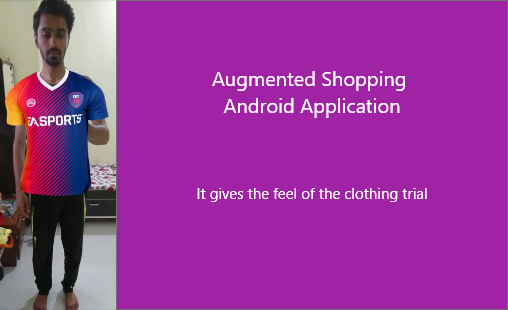 EA SPORTS
Augmented Shopping
Android Application
It gives the feel of the clothing trial